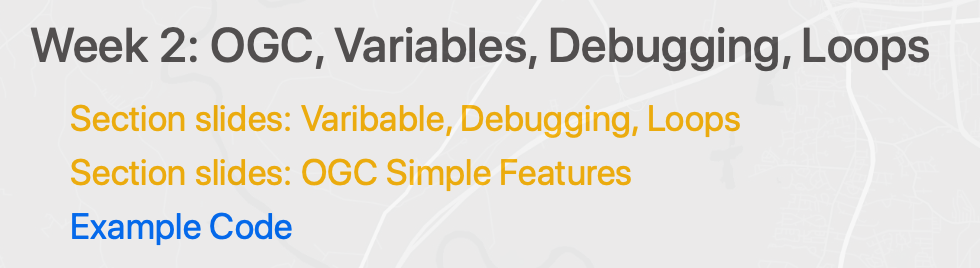 Week 2: OGC, Variables, Debugging, Loops
Section slides: Varibable, Debugging, Loops
Section slides: OGC Simple Features
Example Code